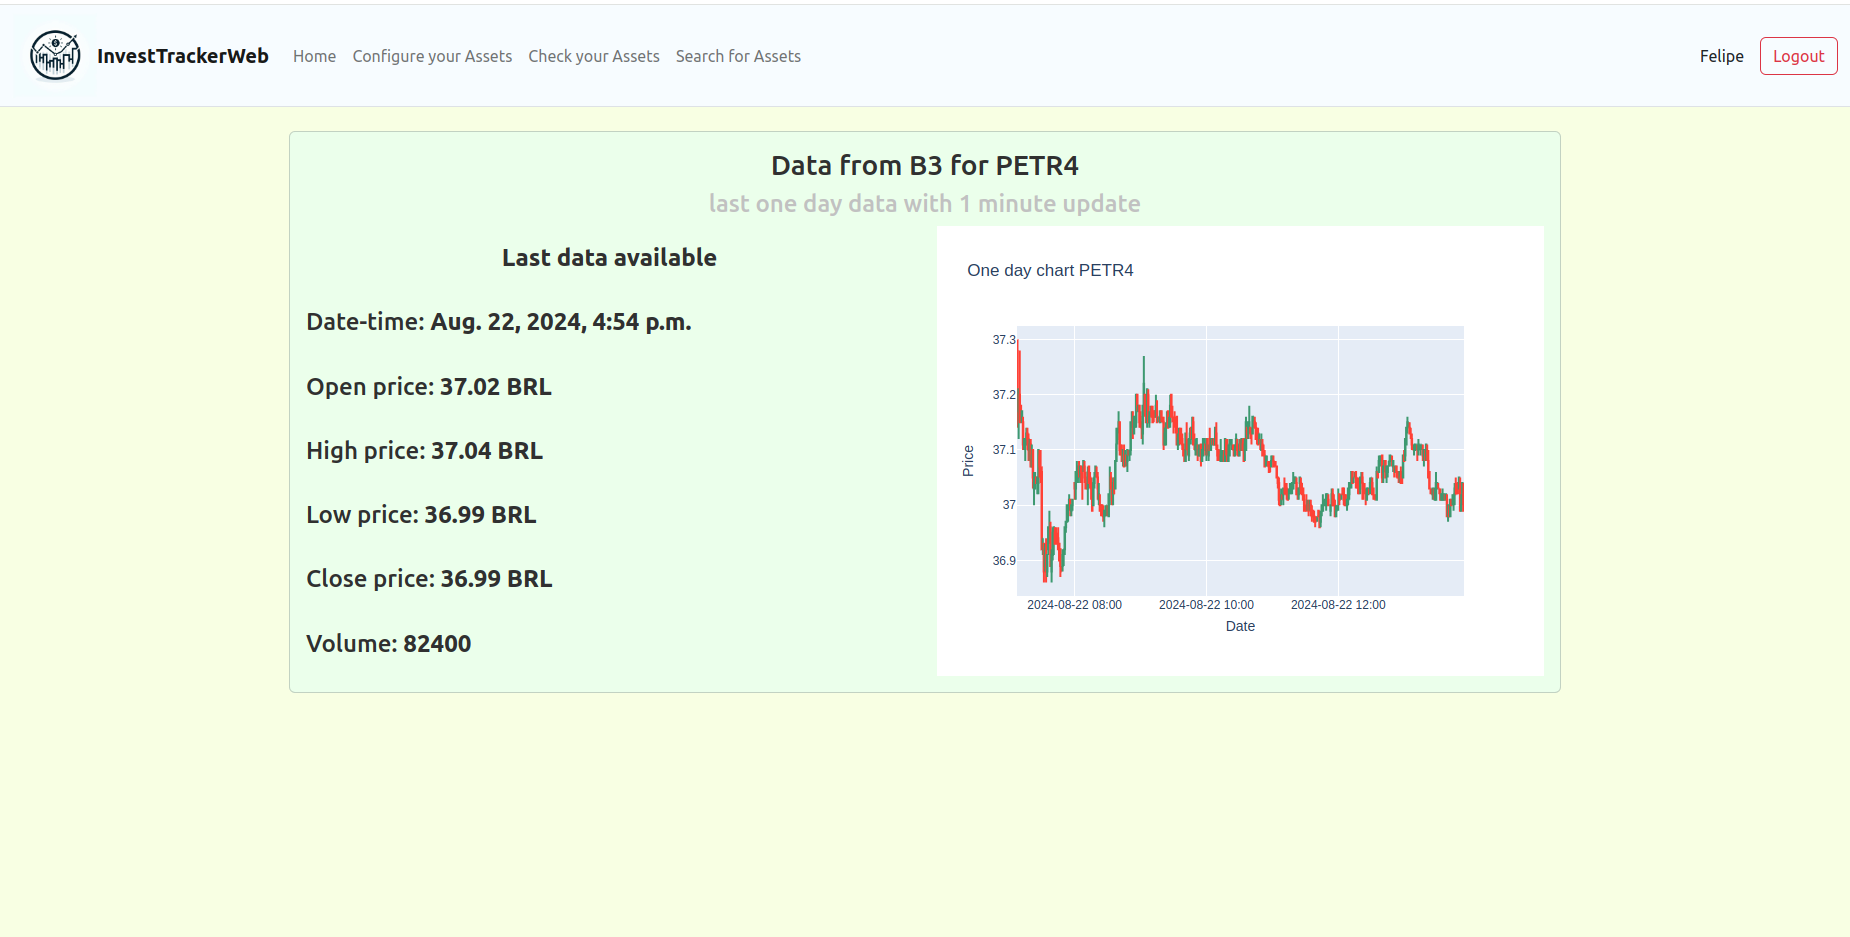 InvestTrackerWeb Home Configure your Assets Check your Assets Search for Assets Felipe Logout
Data from B3 for PETR4
last one day data with 1 minute update
Last data available
Date-time: Aug. 22, 2024, 4:54 p.m.
Open price: 37.02 BRL
High price: 37.04 BRL
Low price: 36.99 BRL
Close price: 36.99 BRL
Volume: 82400
One day chart PETR4
37.3
37.2
37.1
37
36.9
Price
2024-08-22 08:00 2024-08-22 10:00 2024-08-22 12:00
Date